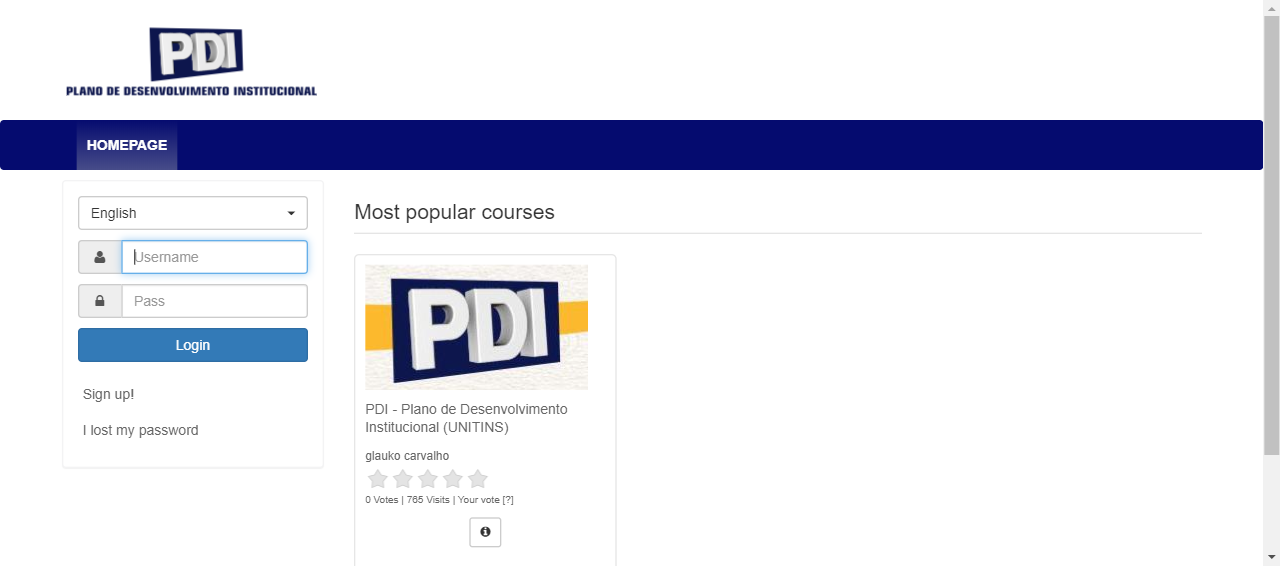 PDI
PLANO DE DESENVOLVIMENTO INSTITUCIONAL
HOMEPAGE
English
Username
Pass
Login
Sign up!
I lost my password
Most popular courses
PDI
PDI - Plano de Desenvolvimento
Institucional (UNITINS)
glauko carvalho
0 Votes | 765 Visits | Your vote [?]